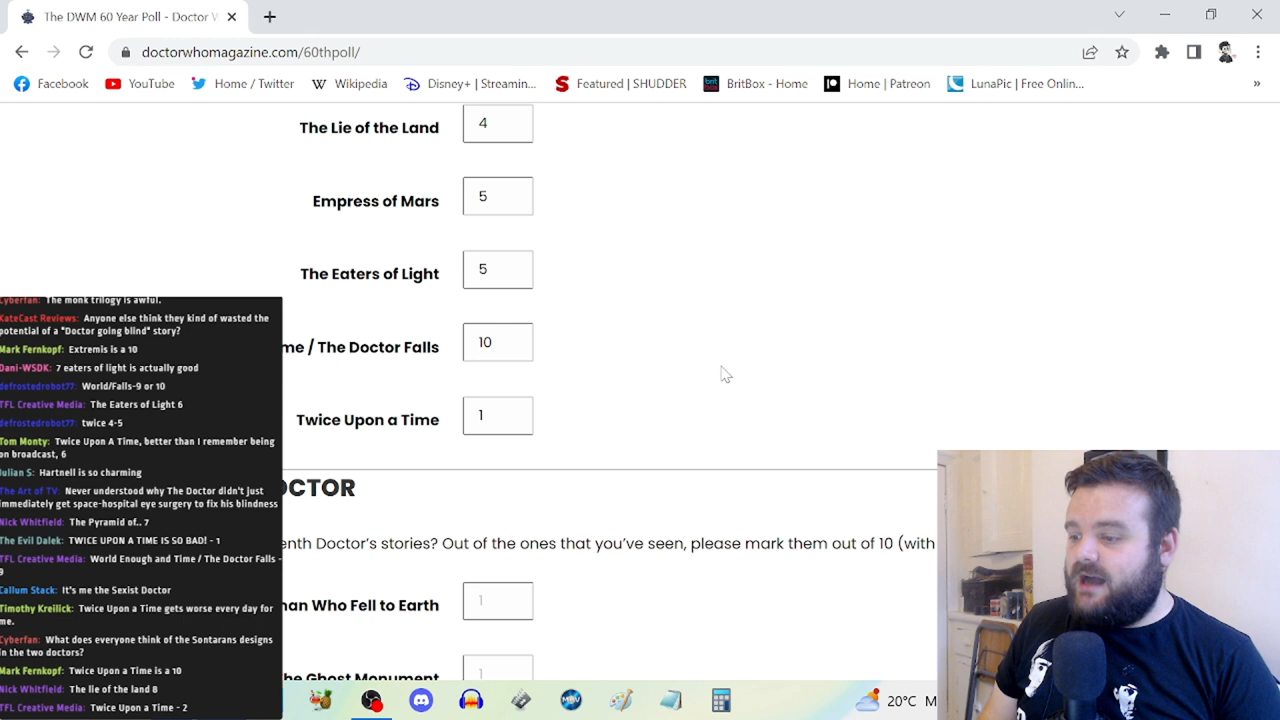 The DWM 60 Year Poll - Doctor W
doctorwhomagazine.com/60thpoll/
Facebook YouTube Home / Twitter Wikipedia Disney+ | Streamin... Featured | SHUDDER BritBox - Home Home | Patreon LunaPic | Free Onlin... »
The Lie of the Land 4
Empress of Mars 5
The Eaters of Light 5
me / The Doctor Falls 10
Twice Upon a Time 1
OCTOR
enth Doctor's stories? Out of the ones that you've seen, please mark them out of 10 (with
an Who Fell to Earth 1
he Ghost Monument 1
Cyberfan: The monk trilogy is awful.
KateCast Reviews: Anyone else think they kind of wasted the
potential of a "Doctor going blind" story?
Mark Fernkopf: Extremis is a 10
Dani-WSDK: 7 eaters of light is actually good
defrostedrobot77: World/Falls-9 or 10
TFL Creative Media: The Eaters of Light 6
defrostedrobot77: twice 4-5
Tom Monty: Twice Upon A Time, better than I remember being
on broadcast, 6
Julian S: Hartnell is so charming
The Art of TV: Never understood why The Doctor didn't just
immediately get space-hospital eye surgery to fix his blindness
Nick Whitfield: The Pyramid of.. 7
The Evil Dalek: TWICE UPON A TIME IS SO BAD! - 1
TFL Creative Media: World Enough and Time / The Doctor Falls -
9
Callum Stack: It's me the Sexist Doctor
Timothy Kreilick: Twice Upon a Time gets worse every day for
me.
Cyberfan: What does everyone think of the Sontarans designs
in the two doctors?
Mark Fernkopf: Twice Upon a Time is a 10
Nick Whitfield: The lie of the land 8
TFL Creative Media: Twice Upon a Time - 2
20°C M